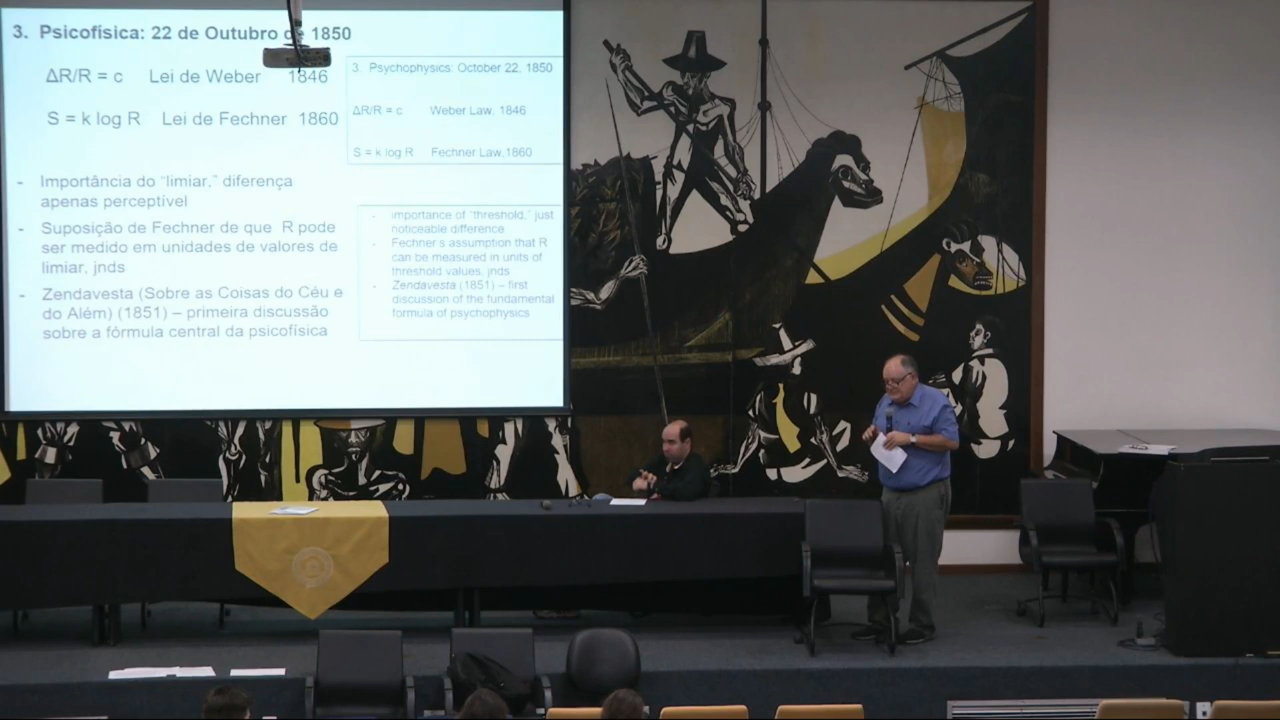 3. Psicofísica: 22 de Outubro de 1850
ΔR/R = c Lei de Weber 1846
S = k log R Lei de Fechner 1860
- Importância do "limiar," diferença
apenas perceptível
- Suposição de Fechner de que R pode
ser medido em unidades de valores de
limiar, jnds
- Zendavesta (Sobre as Coisas do Céu e
do Além) (1851) – primeira discussão
sobre a fórmula central da psicofísica
3. Psychophysics: October 22, 1850
ΔR/R = c Weber Law, 1846
S = k log R Fechner Law,1860
- importance of "threshold," just
noticeable difference
- Fechner's assumption that R
can be measured in units of
threshold values, jnds
- Zendavesta (1851) – first
discussion of the fundamental
formula of psychophysics